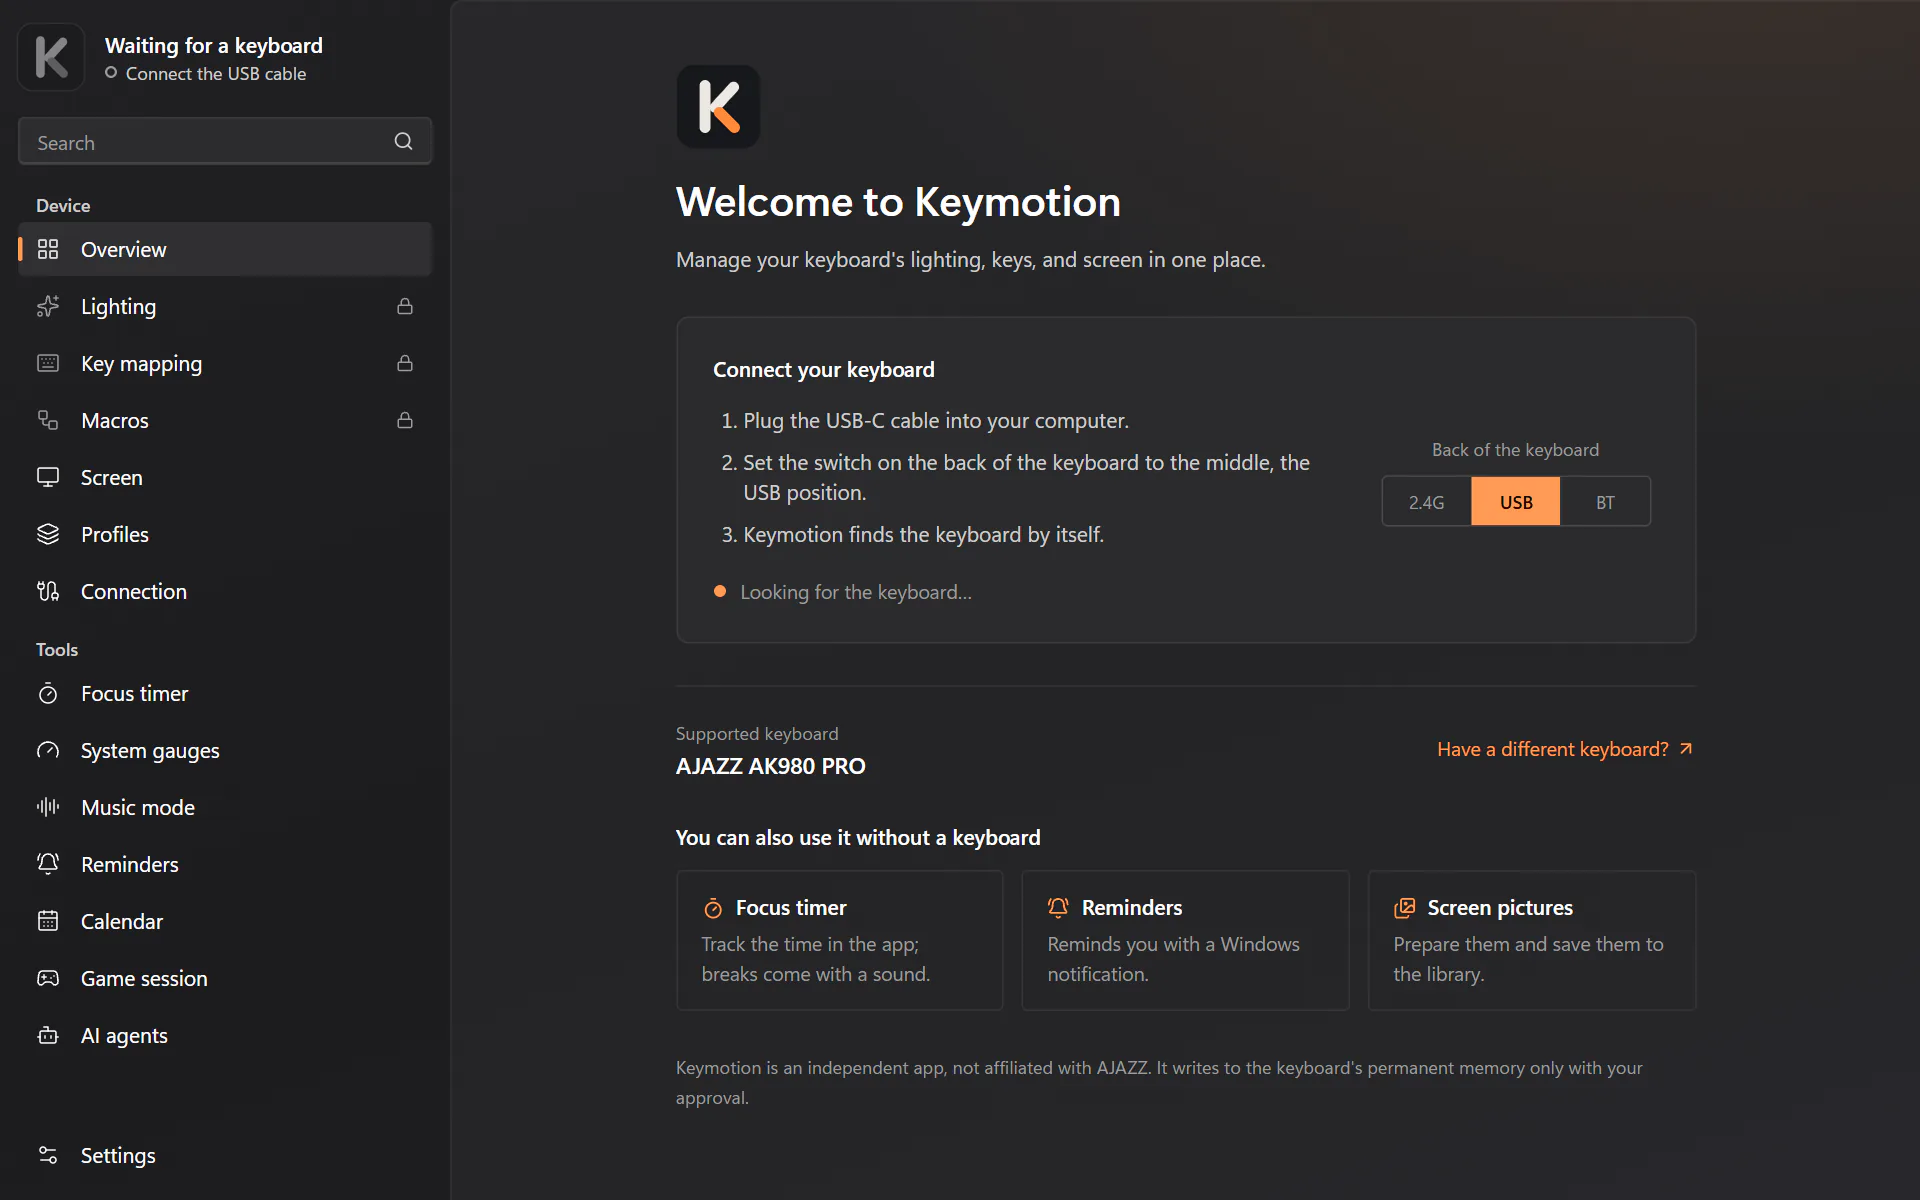 Waiting for a keyboard
Connect the USB cable
Search
Device
Overview
Lighting
Key mapping
Macros
Screen
Profiles
Connection
Tools
Focus timer
System gauges
Music mode
Reminders
Calendar
Game session
AI agents
Settings
Welcome to Keymotion
Manage your keyboard's lighting, keys, and screen in one place.
Connect your keyboard
1. Plug the USB-C cable into your computer.
2. Set the switch on the back of the keyboard to the middle, the
USB position.
3. Keymotion finds the keyboard by itself.
Looking for the keyboard...
Back of the keyboard
2.4G USB BT
Supported keyboard
AJAZZ AK980 PRO
Have a different keyboard?
You can also use it without a keyboard
Focus timer
Track the time in the app;
breaks come with a sound.
Reminders
Reminds you with a Windows
notification.
Screen pictures
Prepare them and save them to
the library.
Keymotion is an independent app, not affiliated with AJAZZ. It writes to the keyboard's permanent memory only with your
approval.